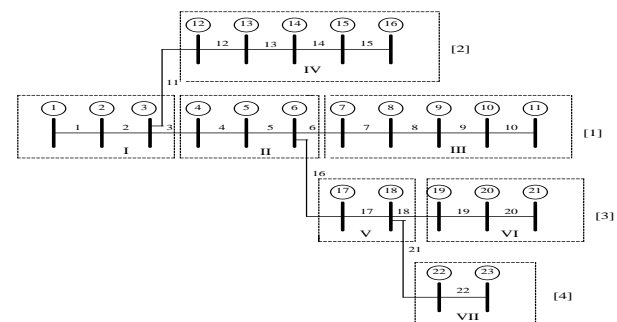 12 13 14 15 16
12 13 14 15 [2]
IV
11
1 2 3 4 5 6 7 8 9 10 11
1 2 3 4 5 6 7 8 9 10 [1]
I II III
16
17 18 19 20 21
17 18 19 20 [3]
V VI
21
22 23
22 [4]
VII